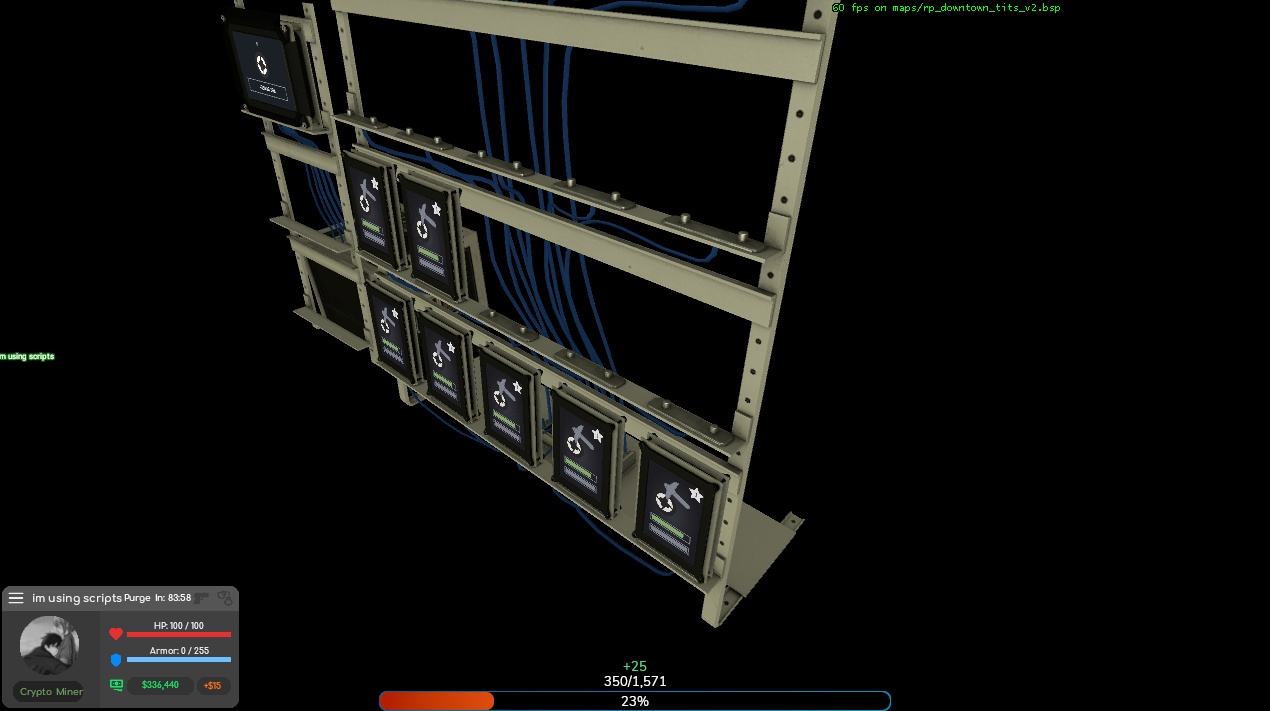 60 fps on maps/rp_downtown_tits_v2.bsp
m using scripts
im using scripts Purge In: 83:58
HP: 100 / 100
Armor: 0 / 255
Crypto Miner
$336,440
+$15
+25
350/1,571
23%